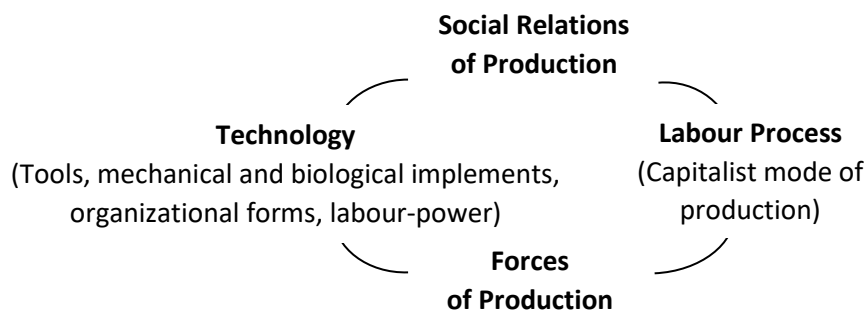 Social Relations
of Production
Technology
(Tools, mechanical and biological implements,
organizational forms, labour-power)
Labour Process
(Capitalist mode of
production)
Forces
of Production